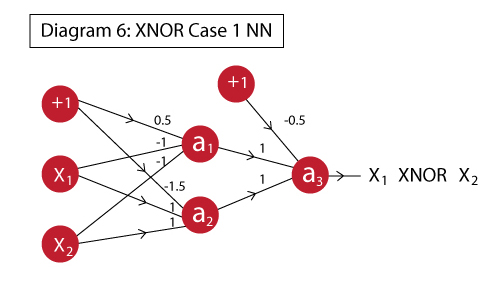 Diagram 6: XNOR Case 1 NN
+1
+1
0.5
-0.5
-1
a1
1
X1
-1
a3
X1 XNOR X2
-1.5
1
1
a2
1
X2